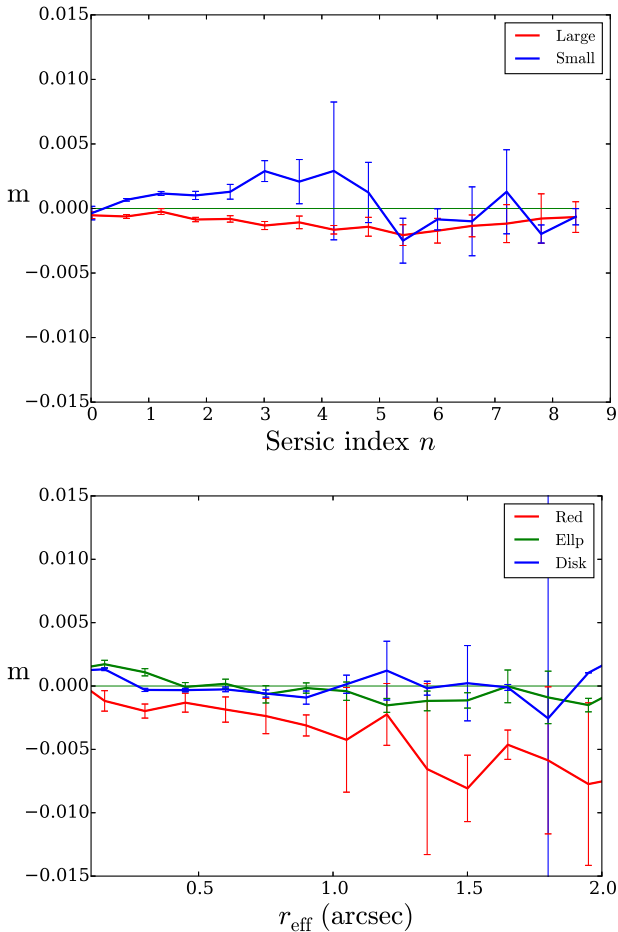 0.015
0.010
0.005
0.000
−0.005
−0.010
−0.015
m
Large
Small
0 1 2 3 4 5 6 7 8 9
Sersic index n
0.015
0.010
0.005
0.000
−0.005
−0.010
−0.015
m
Red
Ellp
Disk
0.5 1.0 1.5 2.0
r_eff (arcsec)